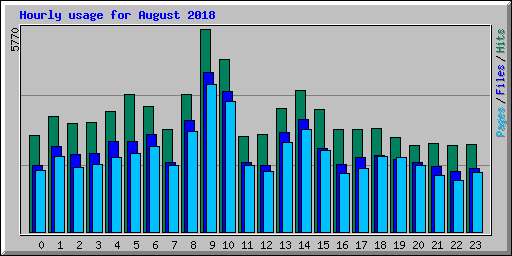 Hourly usage for August 2018
5770
Pages/Files/Hits
0 1 2 3 4 5 6 7 8 9 10 11 12 13 14 15 16 17 18 19 20 21 22 23